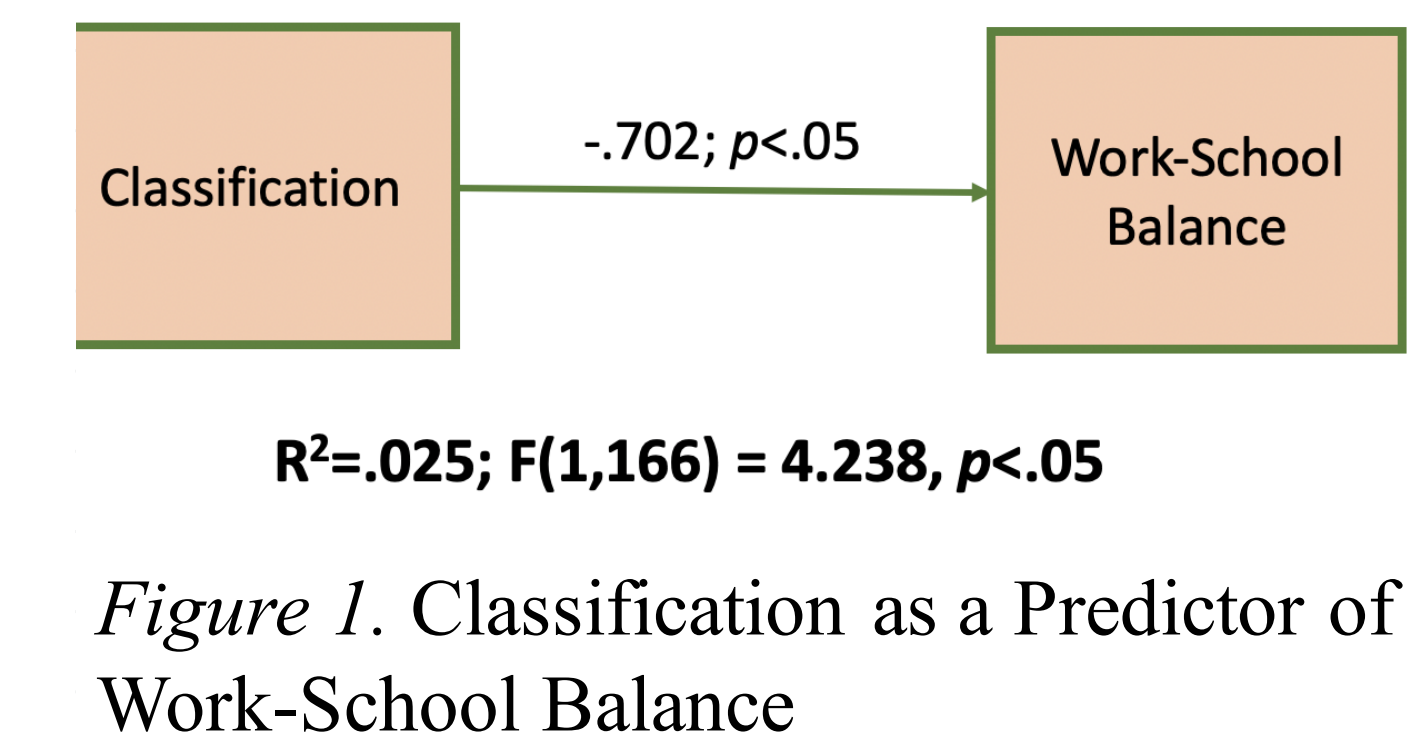 Classification
-.702; p<.05
Work-School
Balance
R²=.025; F(1,166) = 4.238, p<.05
Figure 1. Classification as a Predictor of
Work-School Balance